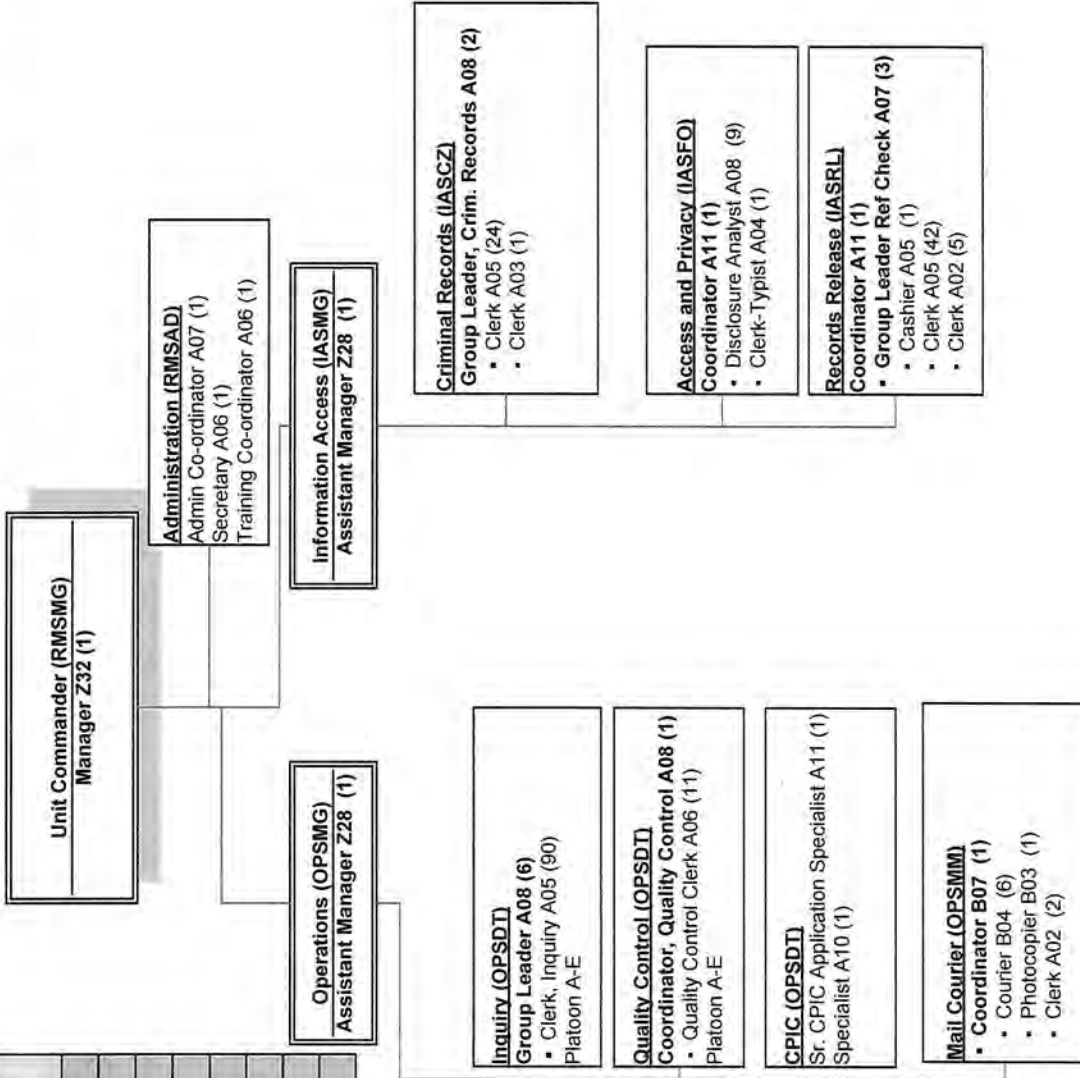 Unit Commander (RMSMG)
Manager Z32 (1)
Administration (RMSAD)
Admin Co-ordinator A07 (1)
Secretary A06 (1)
Training Co-ordinator A06 (1)
Operations (OPSMG)
Assistant Manager Z28 (1)
Information Access (IASMG)
Assistant Manager Z28 (1)
Inquiry (OPSDT)
Group Leader A08 (6)
▪ Clerk, Inquiry A05 (90)
Platoon A-E
Quality Control (OPSDT)
Coordinator, Quality Control A08 (1)
▪ Quality Control Clerk A06 (11)
Platoon A-E
CPIC (OPSDT)
Sr. CPIC Application Specialist A11 (1)
Specialist A10 (1)
Mail Courier (OPSMM)
▪ Coordinator B07 (1)
▪ Courier B04 (6)
▪ Photocopier B03 (1)
▪ Clerk A02 (2)
Criminal Records (IASCZ)
Group Leader, Crim. Records A08 (2)
▪ Clerk A05 (24)
▪ Clerk A03 (1)
Access and Privacy (IASFO)
Coordinator A11 (1)
▪ Disclosure Analyst A08 (9)
▪ Clerk-Typist A04 (1)
Records Release (IASRL)
Coordinator A11 (1)
▪ Group Leader Ref Check A07 (3)
▪ Cashier A05 (1)
▪ Clerk A05 (42)
▪ Clerk A02 (5)